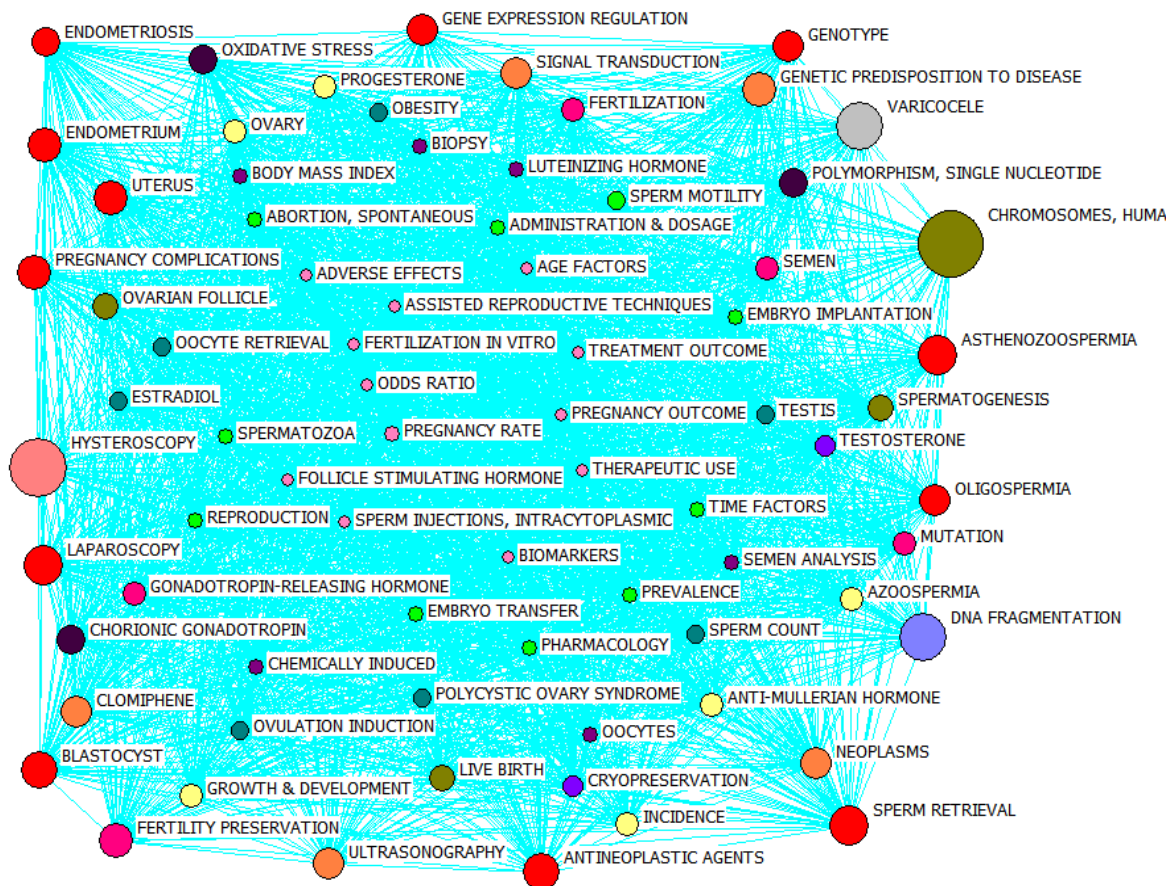 ENDOMETRIOSIS
GENE EXPRESSION REGULATION
GENOTYPE
OXIDATIVE STRESS
SIGNAL TRANSDUCTION
PROGESTERONE
GENETIC PREDISPOSITION TO DISEASE
OBESITY
FERTILIZATION
VARICOCELE
ENDOMETRIUM
OVARY
BIOPSY
LUTEINIZING HORMONE
BODY MASS INDEX
POLYMORPHISM, SINGLE NUCLEOTIDE
UTERUS
SPERM MOTILITY
ABORTION, SPONTANEOUS
ADMINISTRATION & DOSAGE
CHROMOSOMES, HUMA
PREGNANCY COMPLICATIONS
ADVERSE EFFECTS
AGE FACTORS
SEMEN
OVARIAN FOLLICLE
ASSISTED REPRODUCTIVE TECHNIQUES
EMBRYO IMPLANTATION
OOCYTE RETRIEVAL
FERTILIZATION IN VITRO
TREATMENT OUTCOME
ASTHENOZOOSPERMIA
ODDS RATIO
ESTRADIOL
SPERMATOGENESIS
PREGNANCY OUTCOME
TESTIS
HYSTEROSCOPY
SPERMATOZOA
PREGNANCY RATE
TESTOSTERONE
FOLLICLE STIMULATING HORMONE
THERAPEUTIC USE
OLIGOSPERMIA
REPRODUCTION
SPERM INJECTIONS, INTRACYTOPLASMIC
TIME FACTORS
MUTATION
LAPAROSCOPY
BIOMARKERS
SEMEN ANALYSIS
GONADOTROPIN-RELEASING HORMONE
PREVALENCE
AZOOSPERMIA
EMBRYO TRANSFER
DNA FRAGMENTATION
CHORIONIC GONADOTROPIN
SPERM COUNT
PHARMACOLOGY
CHEMICALLY INDUCED
CLOMIPHENE
POLYCYSTIC OVARY SYNDROME
ANTI-MULLERIAN HORMONE
OVULATION INDUCTION
OOCYTES
BLASTOCYST
NEOPLASMS
LIVE BIRTH
CRYOPRESERVATION
GROWTH & DEVELOPMENT
SPERM RETRIEVAL
INCIDENCE
FERTILITY PRESERVATION
ULTRASONOGRAPHY
ANTINEOPLASTIC AGENTS